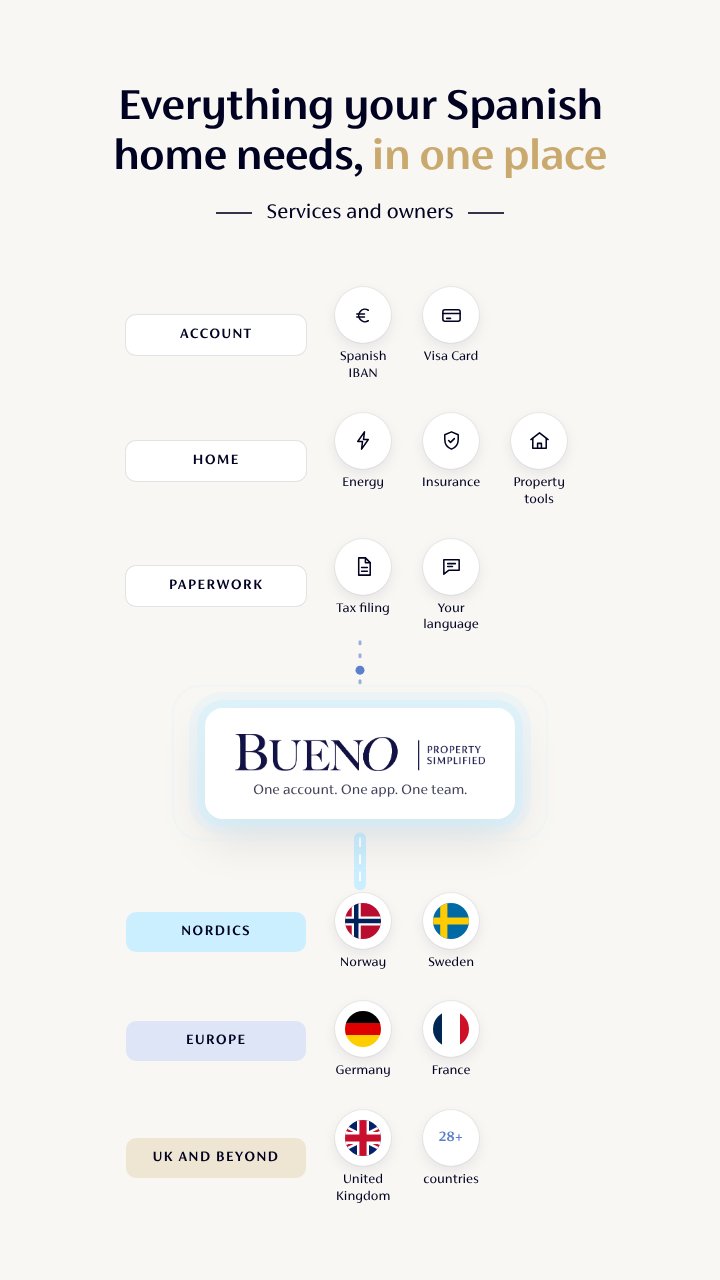 Everything your Spanish
home needs, in one place
Services and owners
ACCOUNT
€
Spanish
IBAN
Visa Card
HOME
Energy
Insurance
Property
tools
PAPERWORK
Tax filing
Your
language
BUENO
PROPERTY
SIMPLIFIED
One account. One app. One team.
NORDICS
Norway
Sweden
EUROPE
Germany
France
UK AND BEYOND
United
Kingdom
28+
countries